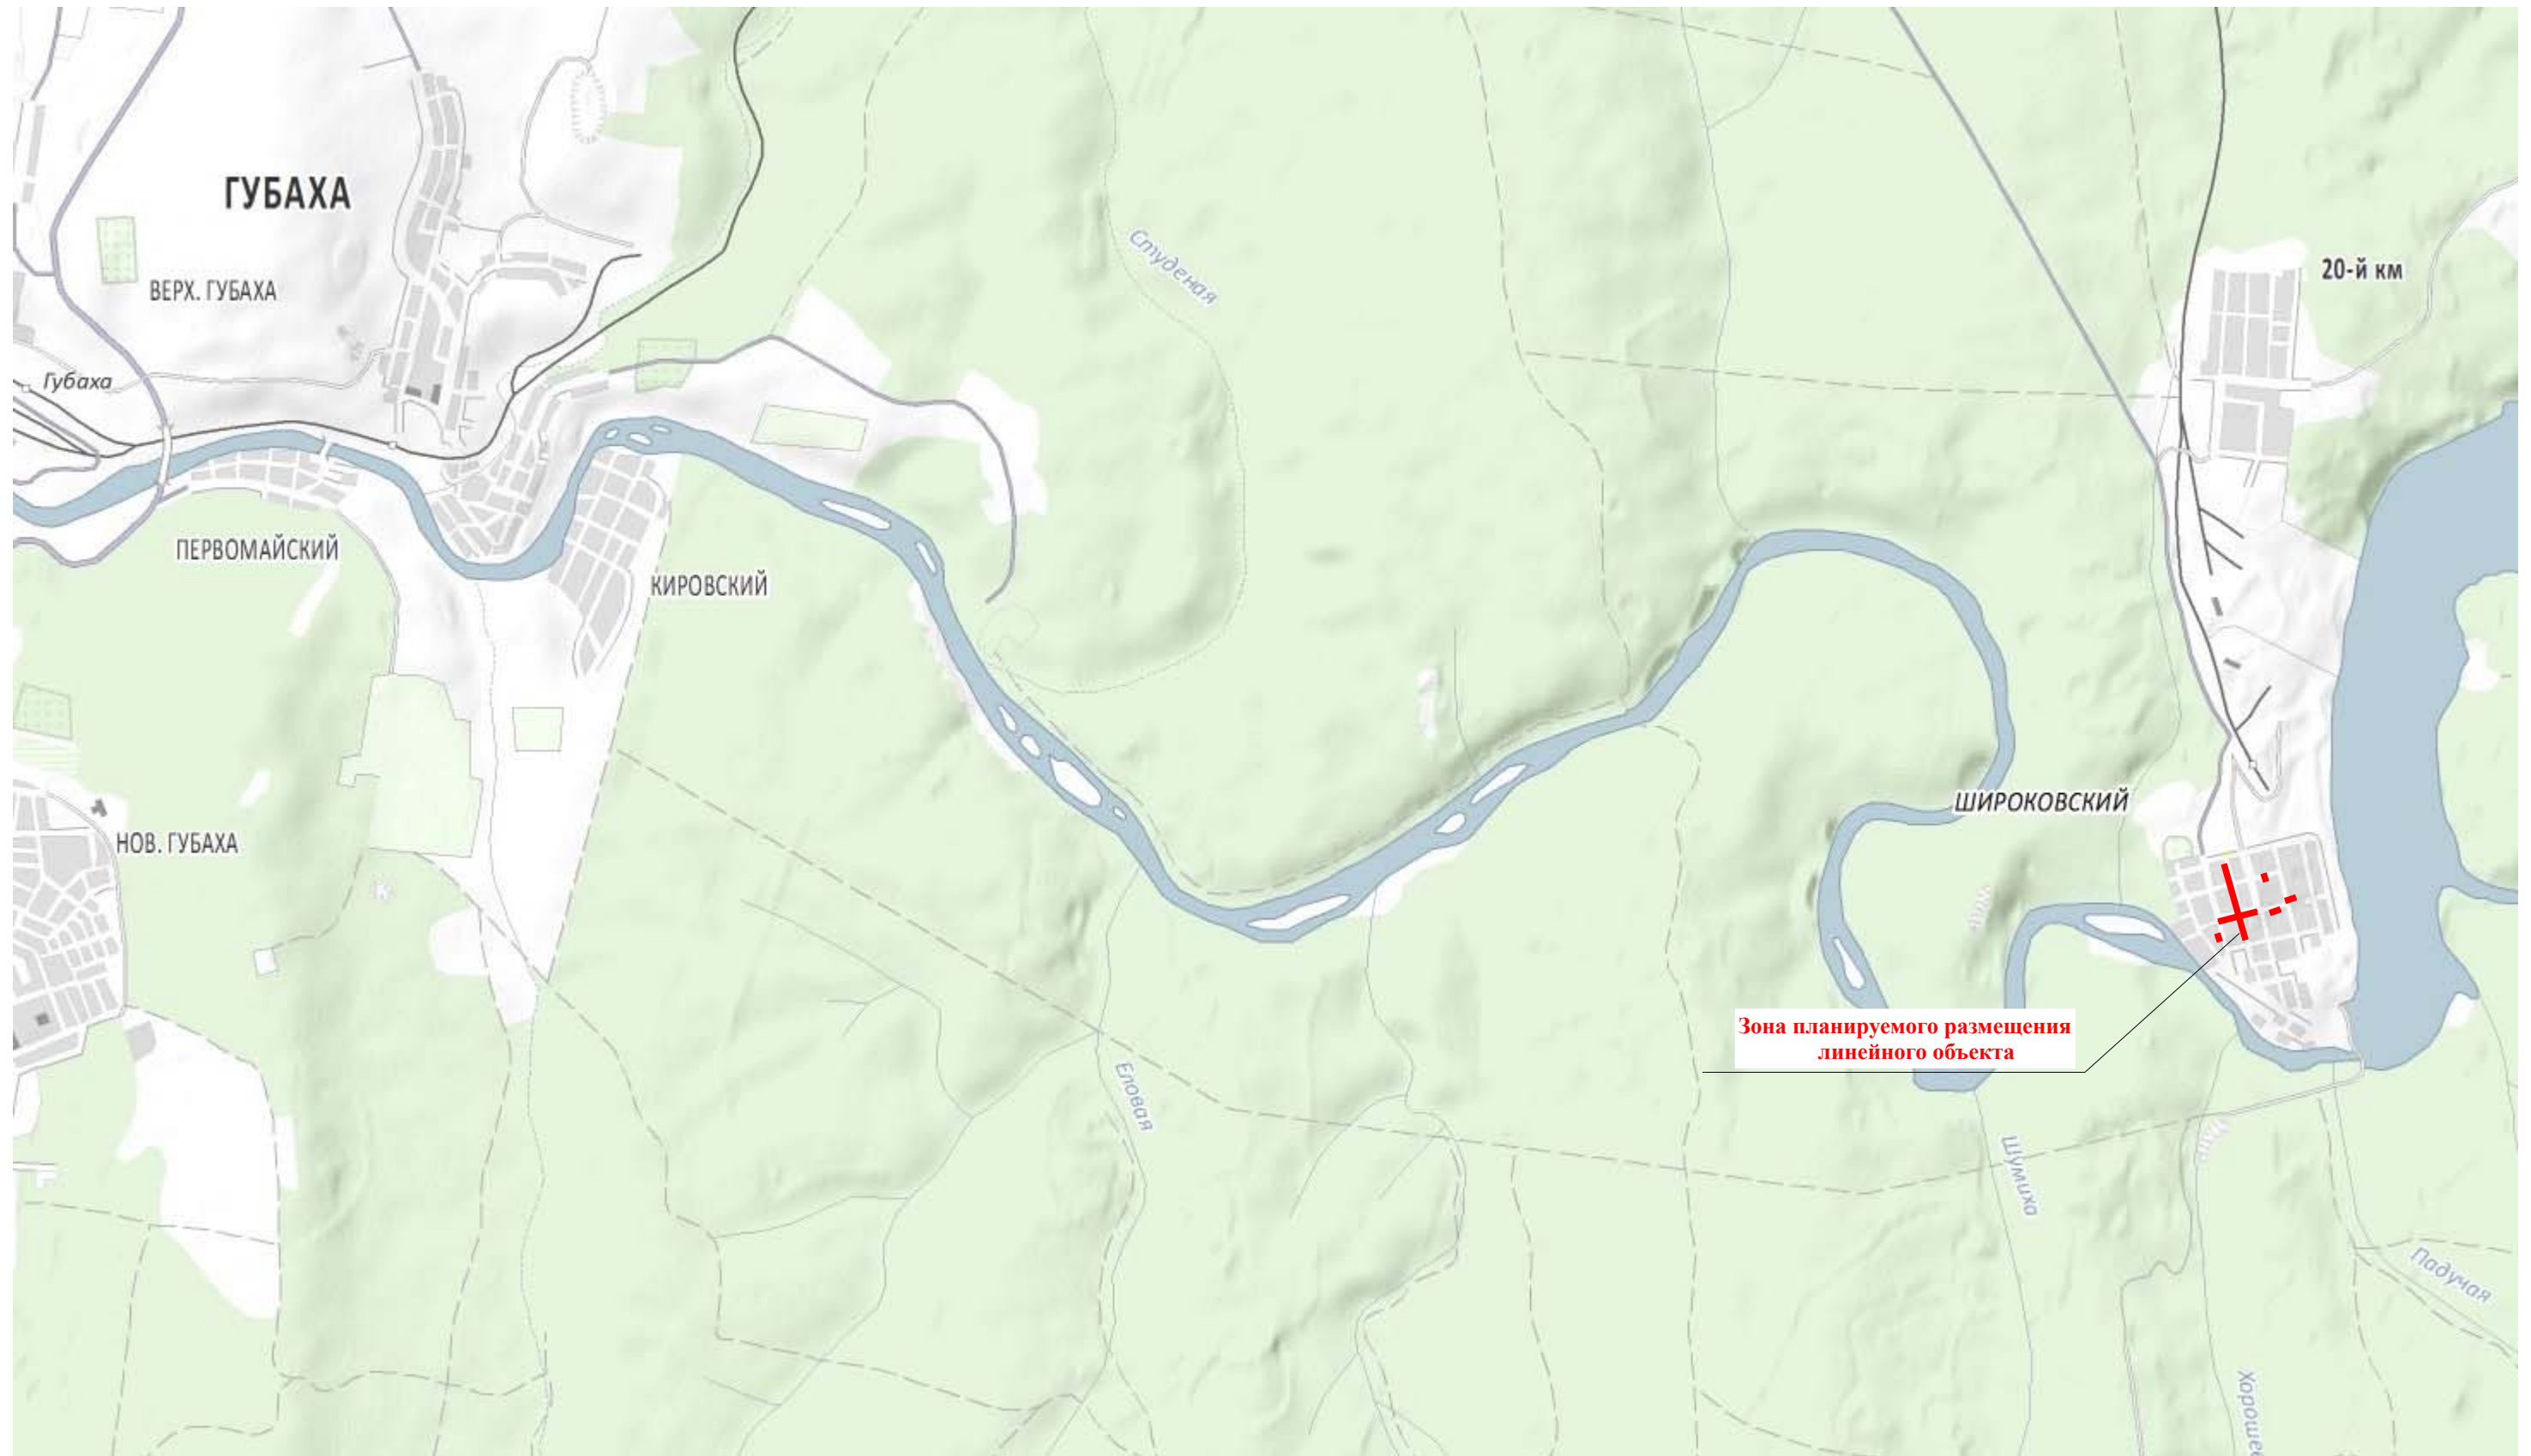 ГУБАХА
Студеная
20-й км
ВЕРХ. ГУБАХА
Губаха
ПЕРВОМАЙСКИЙ
КИРОВСКИЙ
ШИРОКОВСКИЙ
НОВ. ГУБАХА
Зона планируемого размещения
линейного объекта
Еловая
Шумиха
Падучая